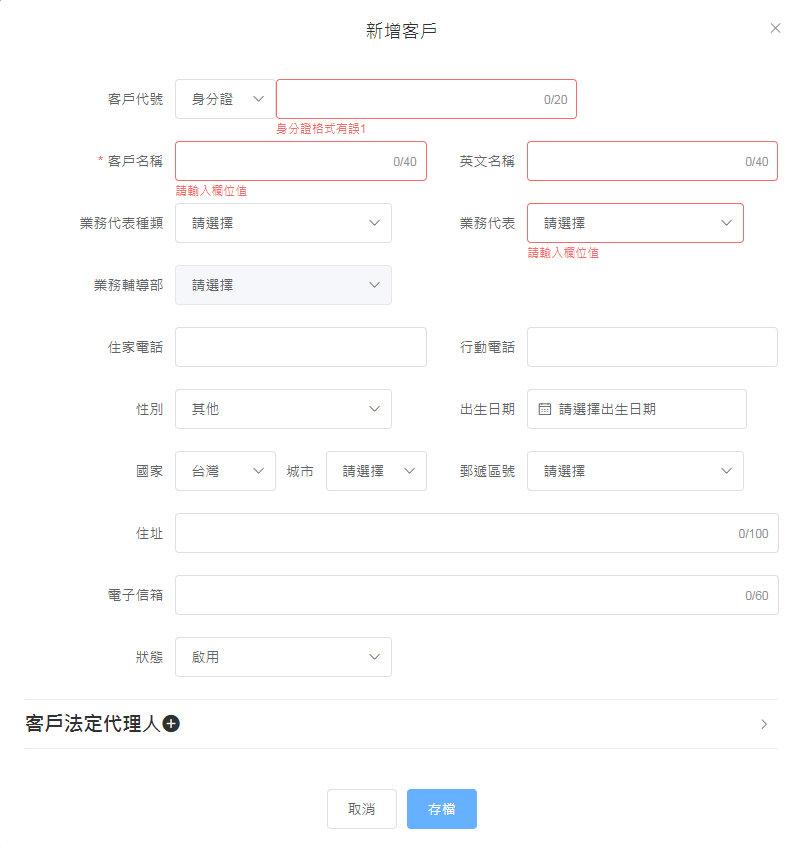 新增客戶
客戶代號 身分證 0/20
身分證格式有誤1
* 客戶名稱 0/40 英文名稱 0/40
請輸入欄位值
業務代表種類 請選擇 業務代表 請選擇
請輸入欄位值
業務輔導部 請選擇
住家電話 行動電話
性別 其他 出生日期 請選擇出生日期
國家 台灣 城市 請選擇 郵遞區號 請選擇
住址 0/100
電子信箱 0/60
狀態 啟用
客戶法定代理人
取消 存檔